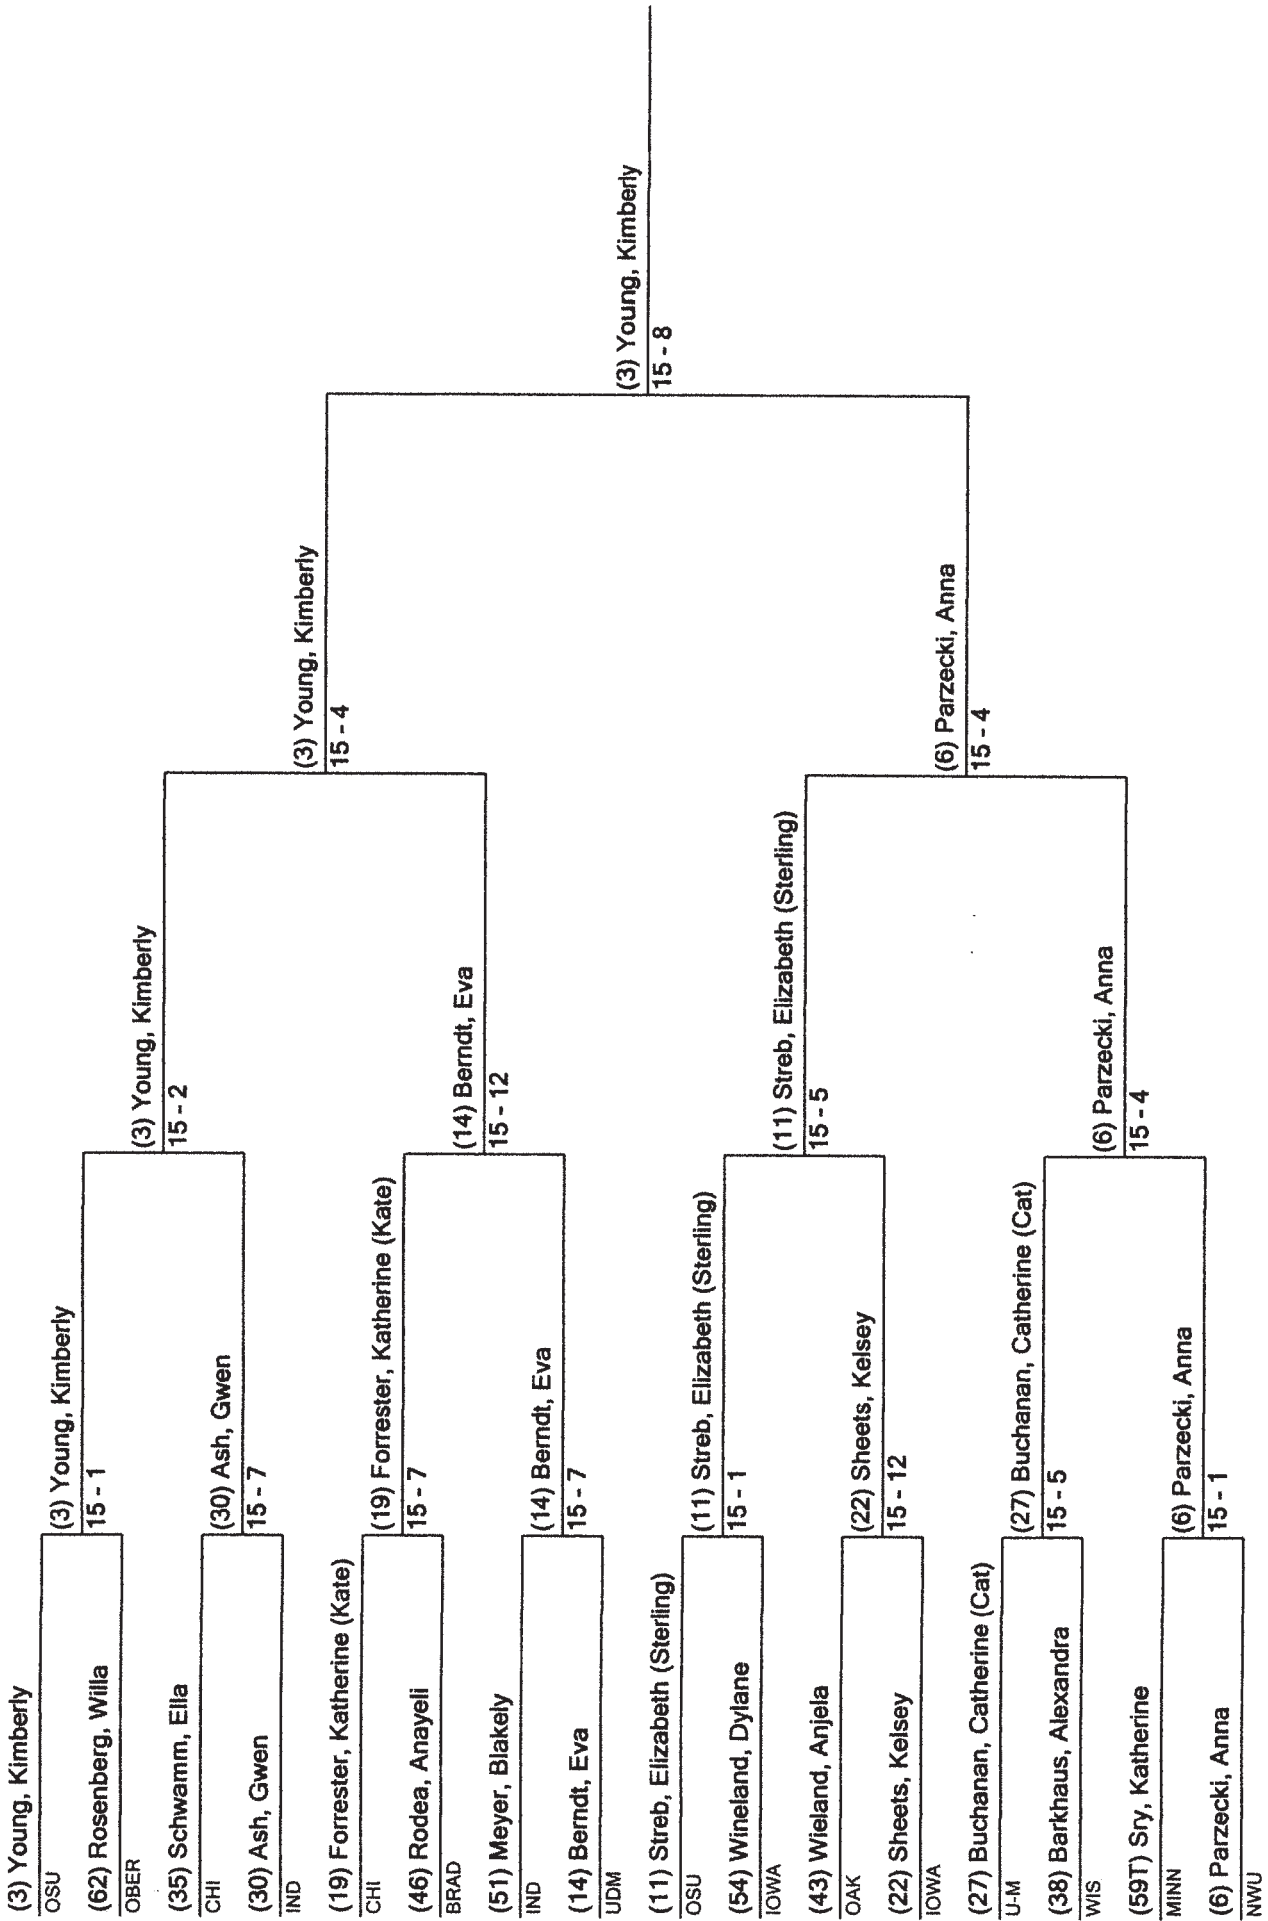 (3) Young, Kimberly
OSU
(62) Rosenberg, Willa
OBER
(35) Schwamm, Ella
CHI
(30) Ash, Gwen
IND
(19) Forrester, Katherine (Kate)
CHI
(46) Rodea, Anayeli
BRAD
(51) Meyer, Blakely
IND
(14) Berndt, Eva
UDM
(11) Streb, Elizabeth (Sterling)
OSU
(54) Wineland, Dylane
IOWA
(43) Wieland, Anjela
OAK
(22) Sheets, Kelsey
IOWA
(27) Buchanan, Catherine (Cat)
U-M
(38) Barkhaus, Alexandra
WIS
(59T) Sry, Katherine
MINN
(6) Parzecki, Anna
NWU
(3) Young, Kimberly
15 - 1
(30) Ash, Gwen
15 - 7
(19) Forrester, Katherine (Kate)
15 - 7
(14) Berndt, Eva
15 - 7
(11) Streb, Elizabeth (Sterling)
15 - 1
(22) Sheets, Kelsey
15 - 12
(27) Buchanan, Catherine (Cat)
15 - 5
(6) Parzecki, Anna
15 - 1
(3) Young, Kimberly
15 - 2
(14) Berndt, Eva
15 - 12
(11) Streb, Elizabeth (Sterling)
15 - 5
(6) Parzecki, Anna
15 - 4
(3) Young, Kimberly
15 - 4
(6) Parzecki, Anna
15 - 4
(3) Young, Kimberly
15 - 8